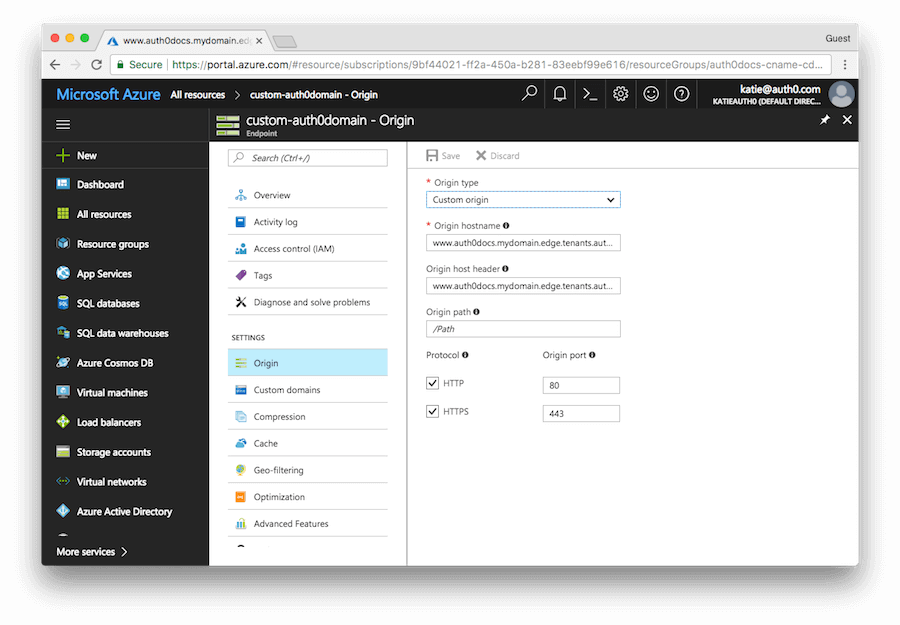 www.auth0docs.mydomain.ed
Guest
Secure https://portal.azure.com/#resource/subscriptions/9bf44021-ff2a-450a-b281-83eebf99e616/resourceGroups/auth0docs-cname-cd...
Microsoft Azure All resources > custom-auth0domain - Origin
katie@auth0.com
KATIEAUTH0 (DEFAULT DIREC...
custom-auth0domain - Origin
Endpoint
New
Dashboard
All resources
Resource groups
App Services
SQL databases
SQL data warehouses
Azure Cosmos DB
Virtual machines
Load balancers
Storage accounts
Virtual networks
Azure Active Directory
More services >
Search (Ctrl+/)
Overview
Activity log
Access control (IAM)
Tags
Diagnose and solve problems
SETTINGS
Origin
Custom domains
Compression
Cache
Geo-filtering
Optimization
Advanced Features
Save Discard
* Origin type
Custom origin
* Origin hostname
www.auth0docs.mydomain.edge.tenants.aut...
Origin host header
www.auth0docs.mydomain.edge.tenants.aut...
Origin path
/Path
Protocol Origin port
HTTP 80
HTTPS 443